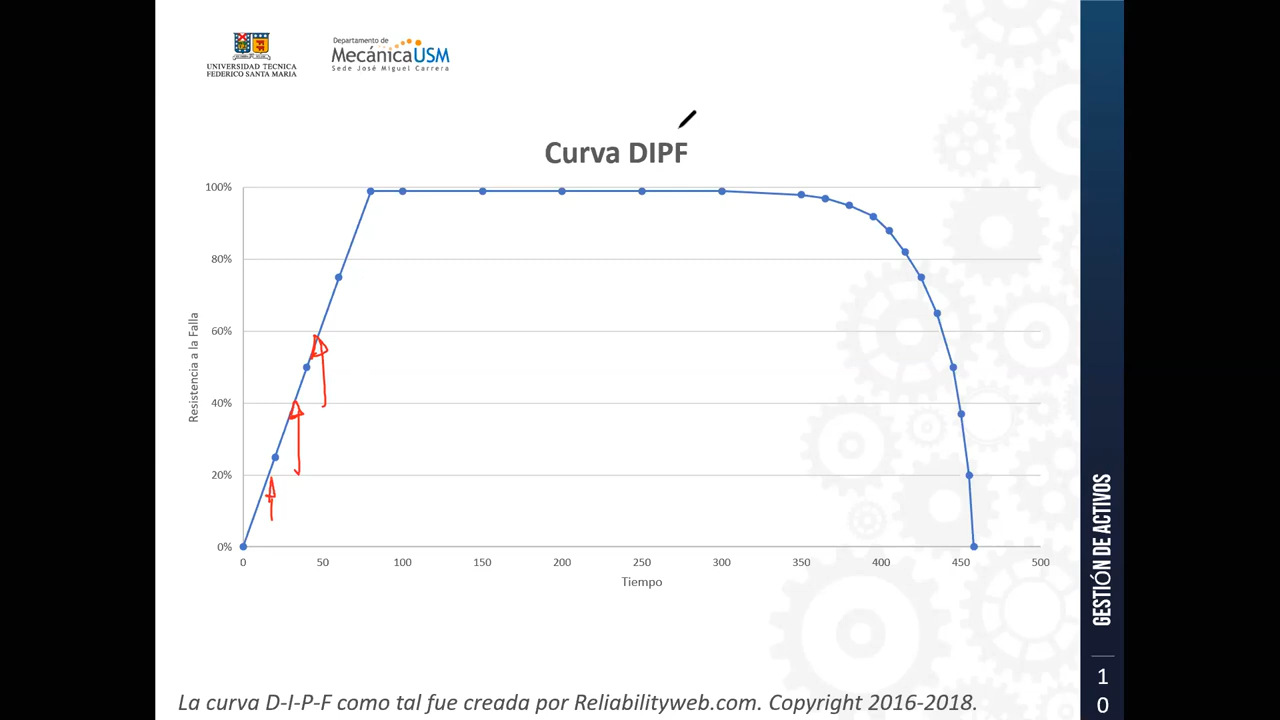 UNIVERSIDAD TECNICA
FEDERICO SANTA MARIA
Departamento de
MecánicaUSM
Sede José Miguel Carrera
Curva DIPF
100%
80%
60%
40%
20%
0%
Resistencia a la Falla
0 50 100 150 200 250 300 350 400 450 500
Tiempo
La curva D-I-P-F como tal fue creada por Reliabilityweb.com. Copyright 2016-2018.
GESTIÓN DE ACTIVOS
1
0